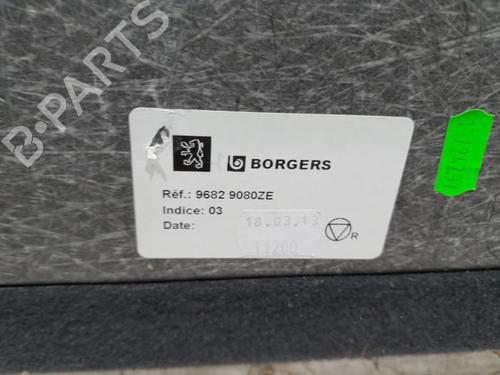 BORGERS
Réf.: 9682 9080ZE
Indice: 03
Date: 18.03.13
11200
R
B-PARTS